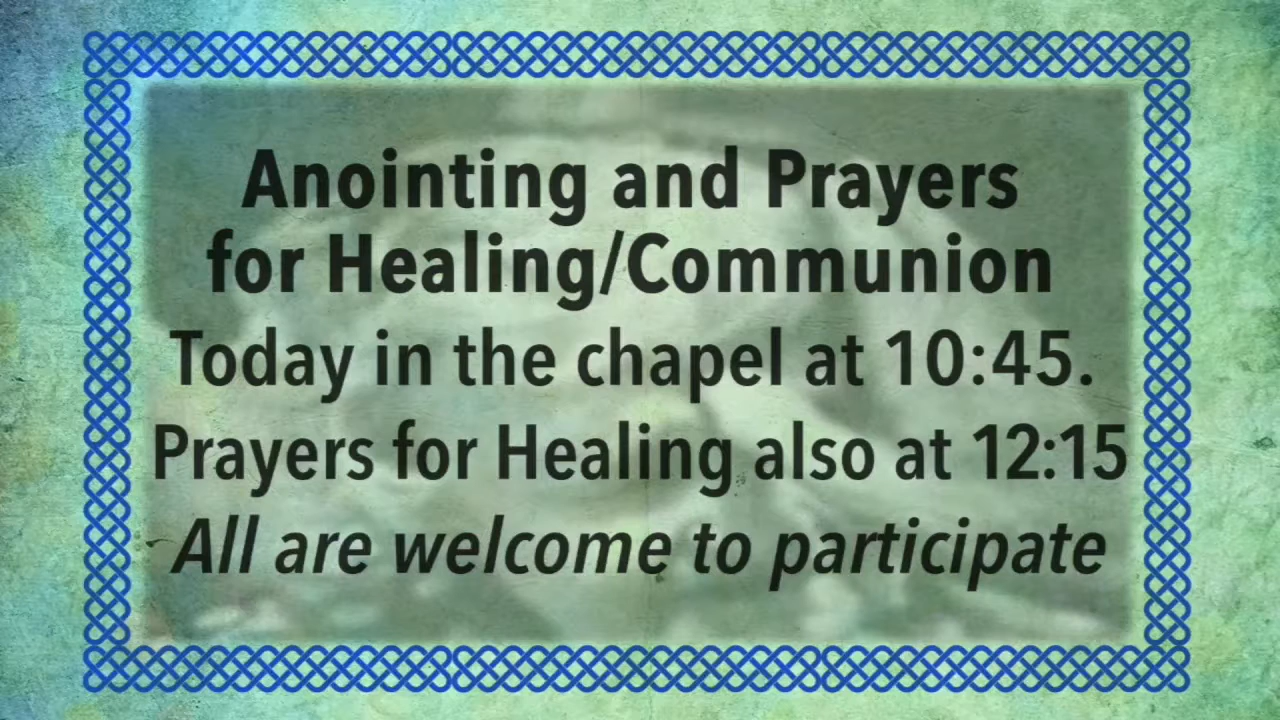 Anointing and Prayers
for Healing/Communion
Today in the chapel at 10:45.
Prayers for Healing also at 12:15
All are welcome to participate